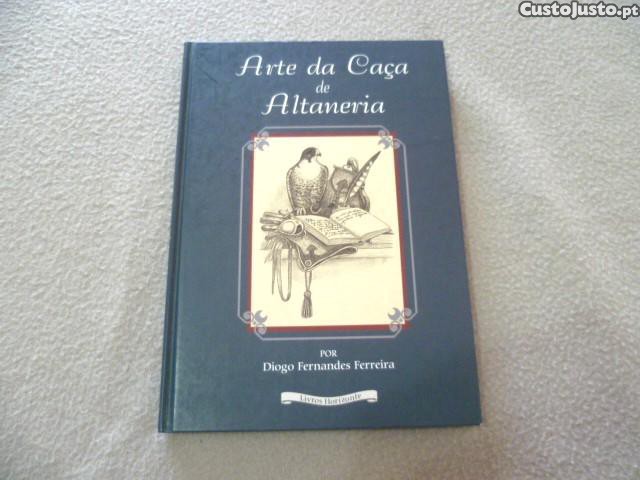 CustoJusto.pt
Arte da Caça
de
Altaneria
POR
Diogo Fernandes Ferreira
Livros Horizonte